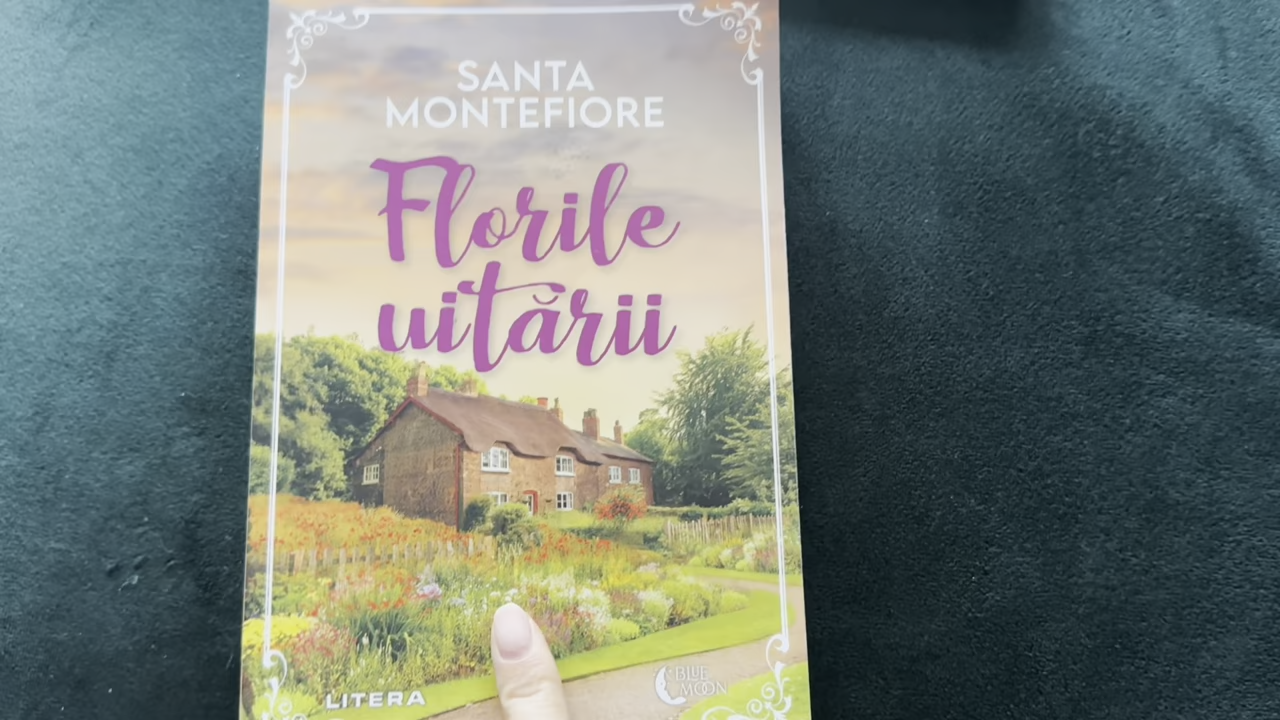 SANTA
MONTEFIORE
Florile
uitării
LITERA
BLUE
MOON